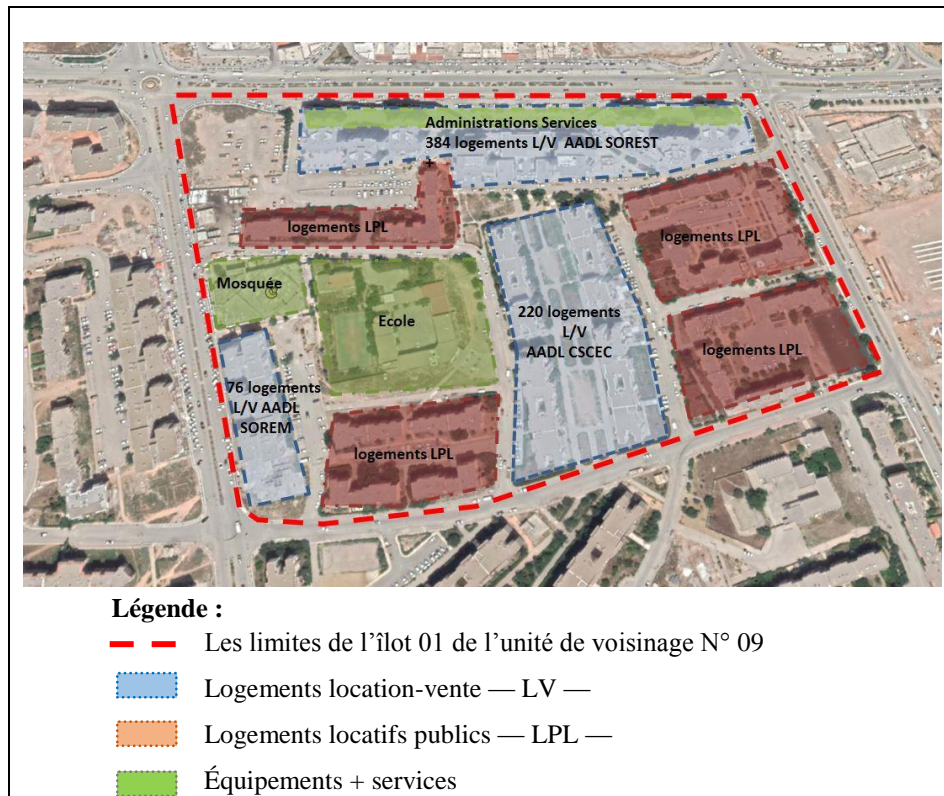 Administrations Services
384 logements L/V AADL SOREST
+
logements LPL
logements LPL
Mosquée
Ecole
220 logements
L/V
AADL CSCEC
logements LPL
76 logements
L/V AADL
SOREM
logements LPL
Légende :
Les limites de l’îlot 01 de l’unité de voisinage N° 09
Logements location-vente — LV —
Logements locatifs publics — LPL —
Équipements + services